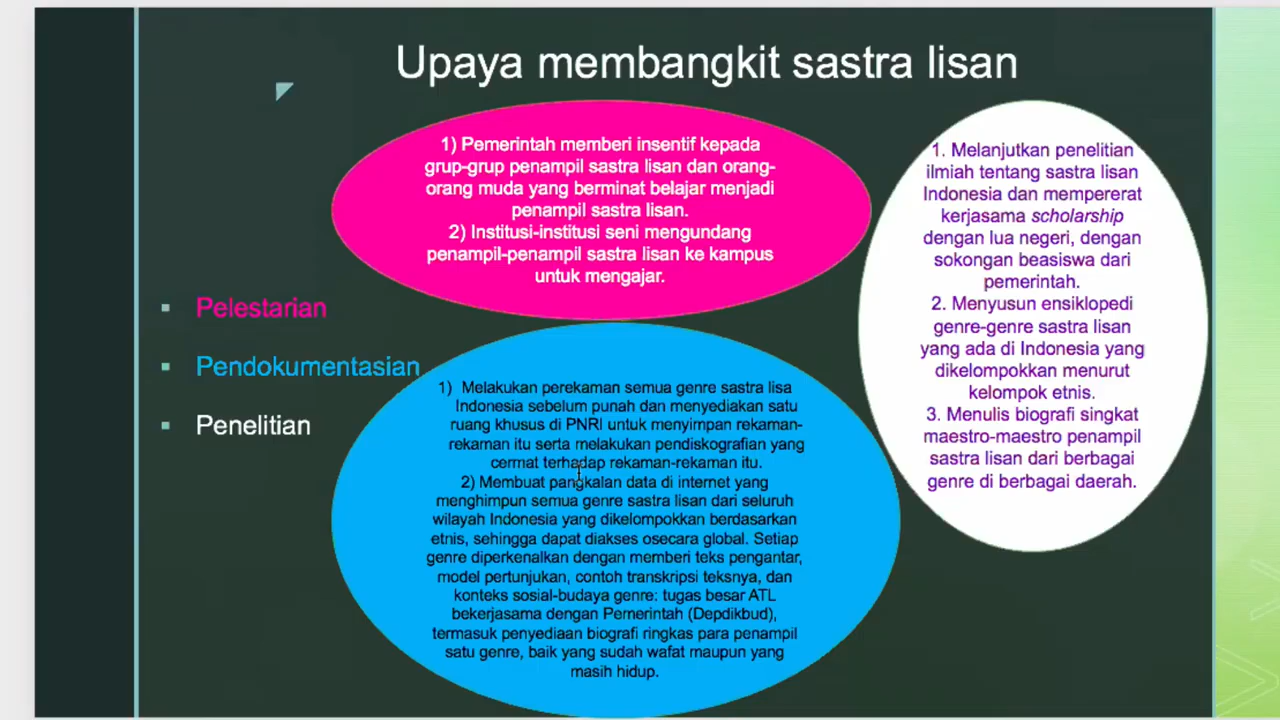 Upaya membangkit sastra lisan
1) Pemerintah memberi insentif kepada
grup-grup penampil sastra lisan dan orang-
orang muda yang berminat belajar menjadi
penampil sastra lisan.
2) Institusi-institusi seni mengundang
penampil-penampil sastra lisan ke kampus
untuk mengajar.
Pelestarian
Pendokumentasian
Penelitian
1) Melakukan perekaman semua genre sastra lisa
Indonesia sebelum punah dan menyediakan satu
ruang khusus di PNRI untuk menyimpan rekaman-
rekaman itu serta melakukan pendiskografian yang
cermat terhadap rekaman-rekaman itu.
2) Membuat pangkalan data di internet yang
menghimpun semua genre sastra lisan dari seluruh
wilayah Indonesia yang dikelompokkan berdasarkan
etnis, sehingga dapat diakses osecara global. Setiap
genre diperkenalkan dengan memberi teks pengantar,
model pertunjukan, contoh transkripsi teksnya, dan
konteks sosial-budaya genre: tugas besar ATL
bekerjasama dengan Pemerintah (Depdikbud),
termasuk penyediaan biografi ringkas para penampil
satu genre, baik yang sudah wafat maupun yang
masih hidup.
1. Melanjutkan penelitian
ilmiah tentang sastra lisan
Indonesia dan mempererat
kerjasama scholarship
dengan lua negeri, dengan
sokongan beasiswa dari
pemerintah.
2. Menyusun ensiklopedi
genre-genre sastra lisan
yang ada di Indonesia yang
dikelompokkan menurut
kelompok etnis.
3. Menulis biografi singkat
maestro-maestro penampil
sastra lisan dari berbagai
genre di berbagai daerah.